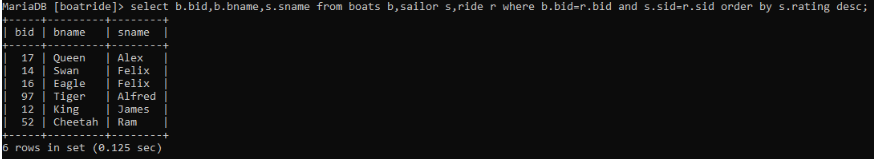 MariaDB [boatride]> select b.bid,b.bname,s.sname from boats b,sailor s,ride r where b.bid=r.bid and s.sid=r.sid order by s.rating desc;
+-----+---------+--------+
| bid | bname   | sname  |
+-----+---------+--------+
|  17 | Queen   | Alex   |
|  14 | Swan    | Felix  |
|  16 | Eagle   | Felix  |
|  97 | Tiger   | Alfred |
|  12 | King    | James  |
|  52 | Cheetah | Ram    |
+-----+---------+--------+
6 rows in set (0.125 sec)